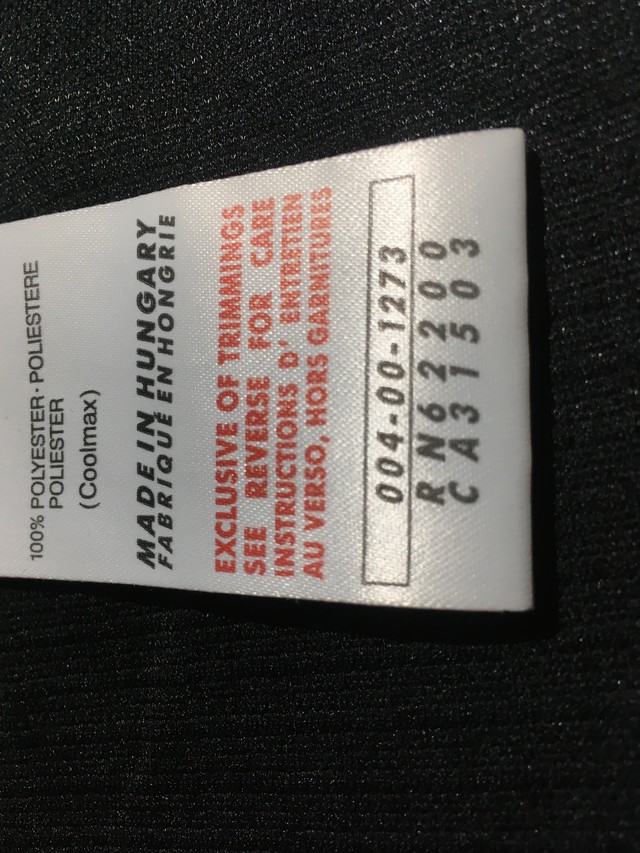 100% POLYESTER · POLIESTERE
POLIESTER
(Coolmax)
MADE IN HUNGARY
FABRIQUÉ EN HONGRIE
EXCLUSIVE OF TRIMMINGS
SEE REVERSE FOR CARE
INSTRUCTIONS D' ENTRETIEN
AU VERSO, HORS GARNITURES
004-00-1273
RN62200
CA31503